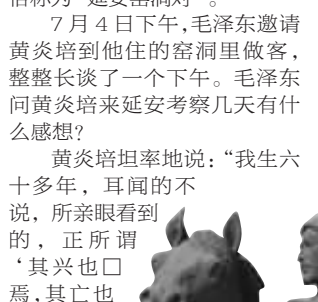 俗称为“延安窑洞对”。
7月4日下午,毛泽东邀请
黄炎培到他住的窑洞里做客，
整整长谈了一个下午。毛泽东
问黄炎培来延安考察几天有什
么感想?
黄炎培坦率地说：“我生六
十多年，耳闻的不
说，所亲眼看到
的，正所谓
‘其兴也□
焉,其亡也